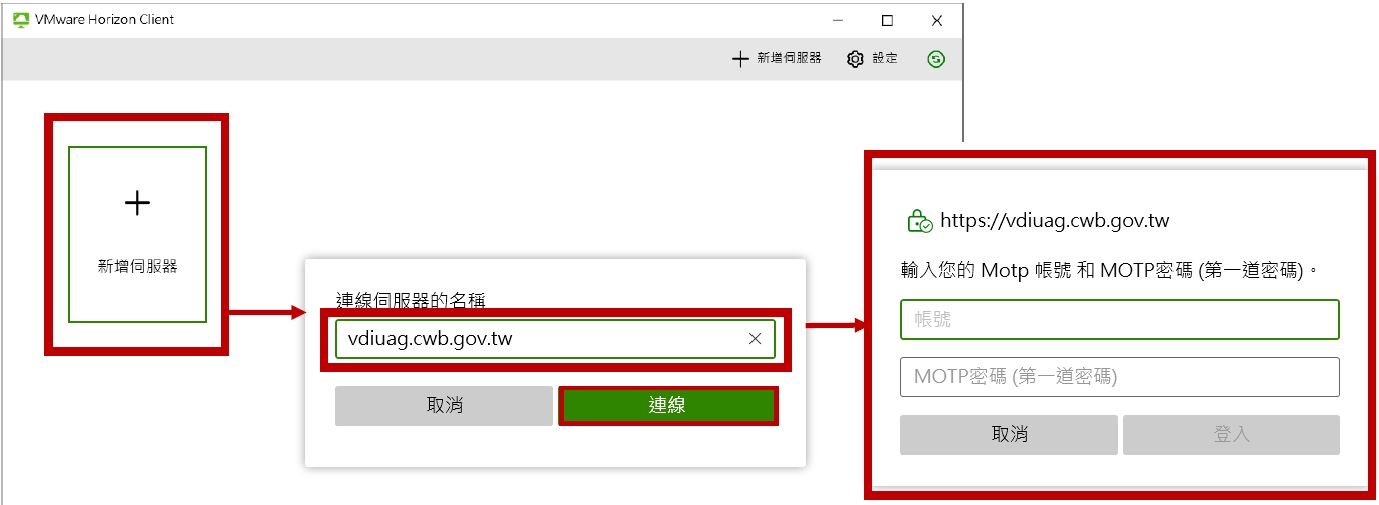 VMware Horizon Client
新增伺服器
設定
新增伺服器
連線伺服器的名稱
vdiuag.cwb.gov.tw
取消
連線
https://vdiuag.cwb.gov.tw
輸入您的 Motp 帳號 和 MOTP密碼 (第一道密碼)。
帳號
MOTP密碼 (第一道密碼)
取消
登入